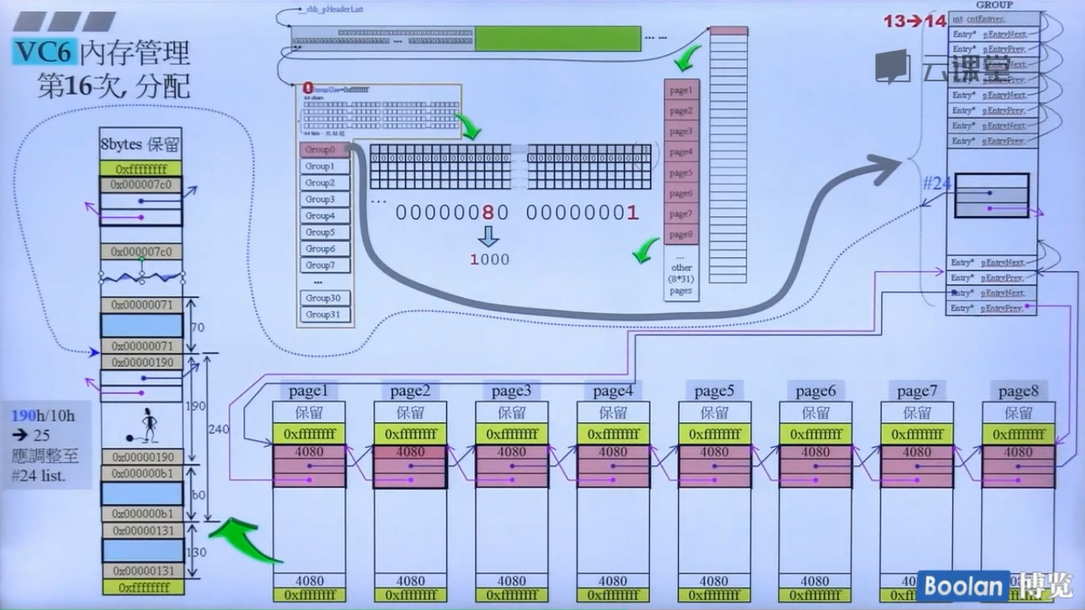 VC6 內存管理
第16次, 分配
__sbh_pHeaderList
GROUP
13→14
int cntEntries;
Entry* pEntryNext;
Entry* pEntryPrev;
Entry* pEntryNext;
Entry* pEntryPrev;
Entry* pEntryNext;
Entry* pEntryPrev;
Entry* pEntryNext;
Entry* pEntryPrev;
云课堂
#24
Entry* pEntryNext;
Entry* pEntryPrev;
Entry* pEntryNext;
Entry* pEntryPrev;
0
Group0
Group1
Group2
Group3
Group4
Group5
Group6
Group7
...
Group30
Group31
...
00000080 00000001
1000
page1
page2
page3
page4
page5
page6
page7
page8
...
other
(8*31)
pages
8bytes 保留
0xffffffff
0x000007c0
0x000007c0
0x00000071
70
0x00000071
0x00000190
190
240
0x00000190
0x000000b1
b0
0x000000b1
0x00000131
130
0x00000131
0xffffffff
190h/10h
→ 25
應調整至
#24 list.
page1 page2 page3 page4 page5 page6 page7 page8
保留 保留 保留 保留 保留 保留 保留 保留
0xffffffff 0xffffffff 0xffffffff 0xffffffff 0xffffffff 0xffffffff 0xffffffff 0xffffffff
4080 4080 4080 4080 4080 4080 4080 4080
4080 4080 4080 4080 4080 4080 4080
0xffffffff 0xffffffff 0xffffffff 0xffffffff 0xffffffff 0xffffffff 0xffffffff
Boolan 博览